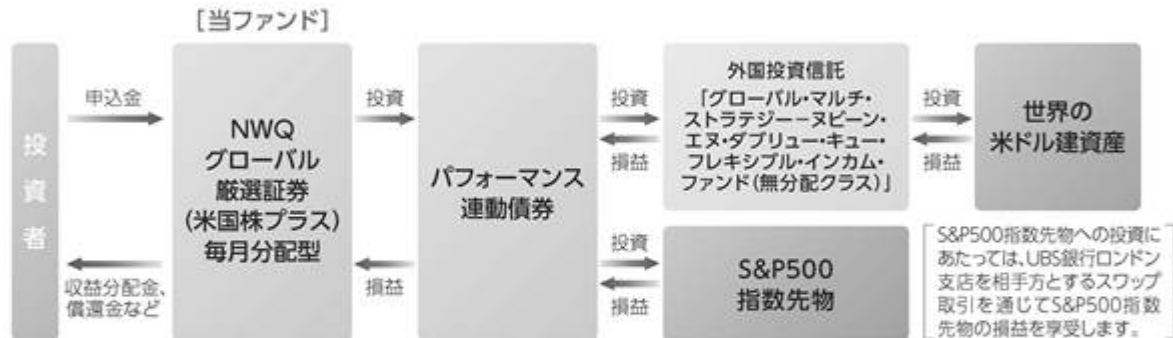 [当ファンド]
投資者
申込金
収益分配金、
償還金など
NWQ
グローバル
厳選証券
(米国株プラス)
毎月分配型
投資
損益
パフォーマンス
連動債券
投資
損益
外国投資信託
「グローバル・マルチ・
ストラテジー－ヌビーン・
エヌ・ダブリュー・キュー・
フレキシブル・インカム・
ファンド(無分配クラス)」
投資
損益
世界の
米ドル建資産
投資
損益
S&P500
指数先物
S&P500指数先物への投資に
あたっては、UBS銀行ロンドン
支店を相手方とするスワップ
取引を通じてS&P500指数
先物の損益を享受します。